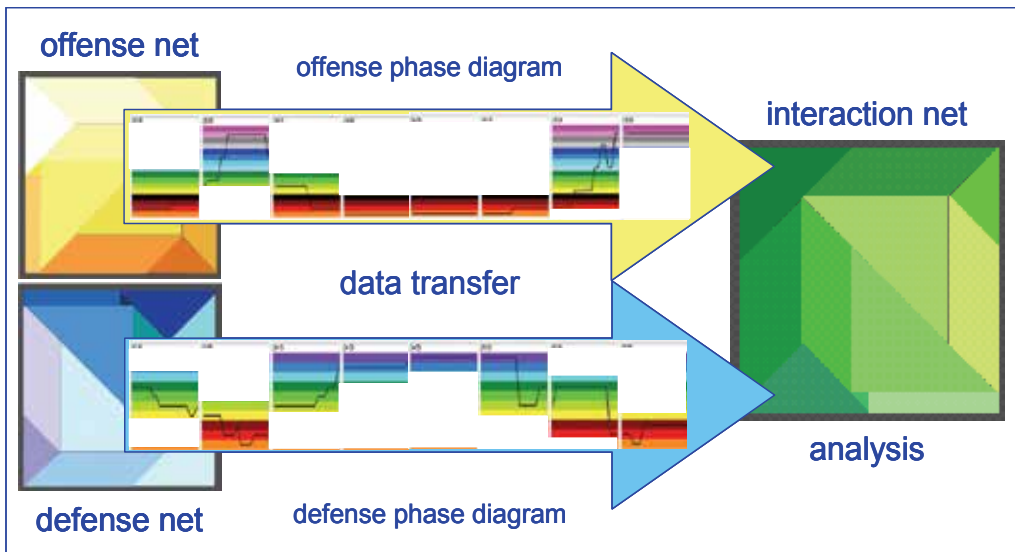 offense net
offense phase diagram
interaction net
data transfer
analysis
defense phase diagram
defense net